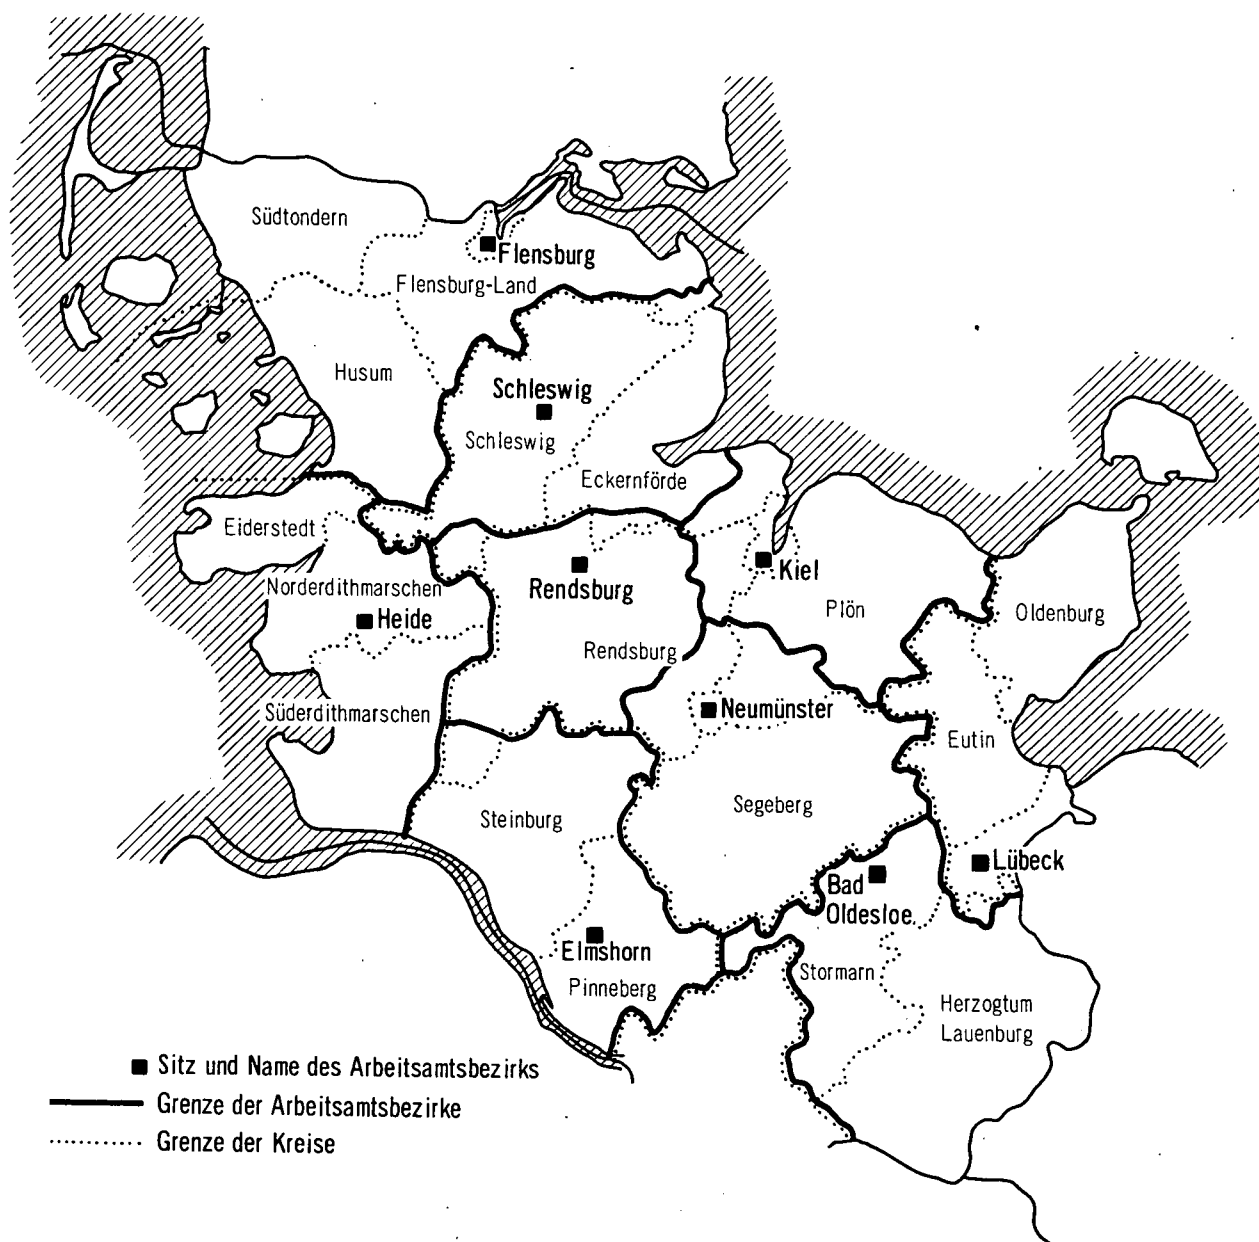 Südtondern
Flensburg
Flensburg-Land
Husum
Schleswig
Schleswig
Eckernförde
Eiderstedt
Norderdithmarschen
Heide
Rendsburg
Kiel
Plön
Oldenburg
Rendsburg
Süderdithmarschen
Neumünster
Eutin
Steinburg
Segeberg
Lübeck
Bad
Oldesloe
Elmshorn
Pinneberg
Stormarn
Herzogtum
Lauenburg
Sitz und Name des Arbeitsamtsbezirks
Grenze der Arbeitsamtsbezirke
Grenze der Kreise